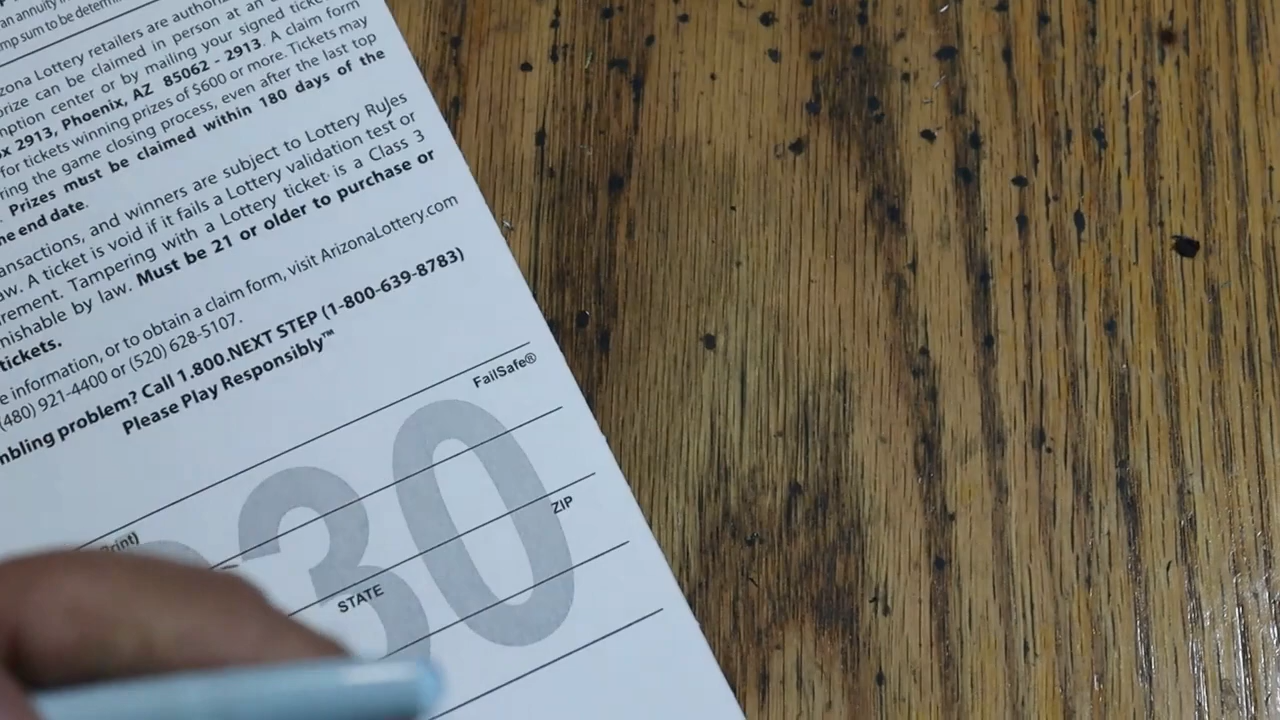 an annuity
mp sum to be determin
zona Lottery retailers are author
prize can be claimed in person at an
mption center or by mailing your signed ticke
x 2913, Phoenix, AZ 85062 - 2913. A claim form
for tickets winning prizes of $600 or more. Tickets may
ring the game closing process, even after the last top
. Prizes must be claimed within 180 days of the
he end date.
ansactions, and winners are subject to Lottery Rules
aw. A ticket is void if it fails a Lottery validation test or
rement. Tampering with a Lottery ticket is a Class 3
nishable by law. Must be 21 or older to purchase or
tickets.
e information, or to obtain a claim form, visit ArizonaLottery.com
(480) 921-4400 or (520) 628-5107.
mbling problem? Call 1.800.NEXT STEP (1-800-639-8783)
Please Play Responsibly™
FailSafe®
30
Print)
ZIP
STATE